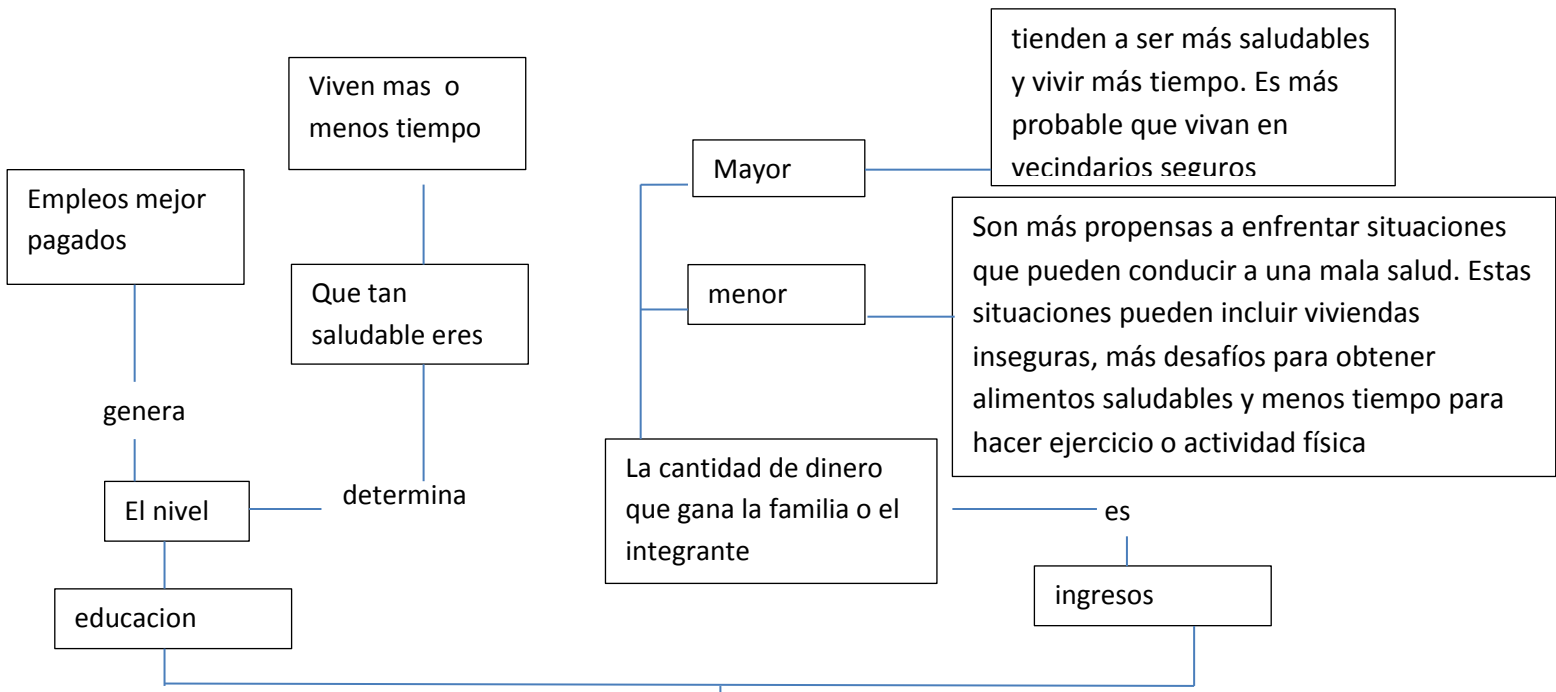 tienden a ser más saludables
y vivir más tiempo. Es más
probable que vivan en
vecindarios seguros
Viven mas o
menos tiempo
Mayor
Empleos mejor
pagados
Son más propensas a enfrentar situaciones
que pueden conducir a una mala salud. Estas
situaciones pueden incluir viviendas
inseguras, más desafíos para obtener
alimentos saludables y menos tiempo para
hacer ejercicio o actividad física
Que tan
saludable eres
menor
genera
La cantidad de dinero
que gana la familia o el
integrante
determina
El nivel
es
ingresos
educacion